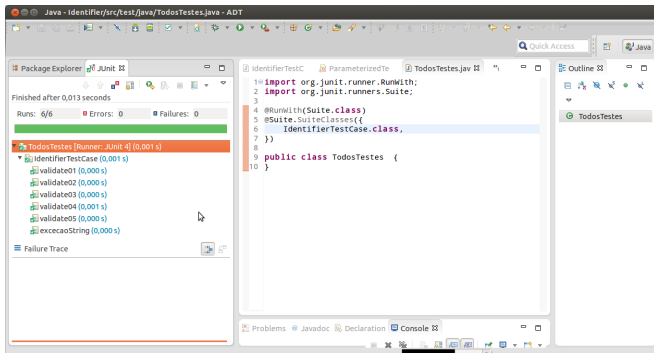 Java - Identifier/src/test/java/TodosTestes.java - ADT
Quick Access
Java
Package Explorer
JUnit
Finished after 0,013 seconds
Runs: 6/6
Errors: 0
Failures: 0
TodosTestes [Runner: JUnit 4] (0,001 s)
IdentifierTestCase (0,001 s)
validate01 (0,000 s)
validate02 (0,000 s)
validate03 (0,000 s)
validate04 (0,001 s)
validate05 (0,000 s)
excecaoString (0,000 s)
Failure Trace
IdentifierTestC
ParameterizedTe
TodosTestes.jav
1 import org.junit.runner.RunWith;
2 import org.junit.runners.Suite;
3
4 @RunWith(Suite.class)
5 @Suite.SuiteClasses({
6 IdentifierTestCase.class,
7 })
8
9 public class TodosTestes {
10 }
Outline
TodosTestes
Problems
Javadoc
Declaration
Console